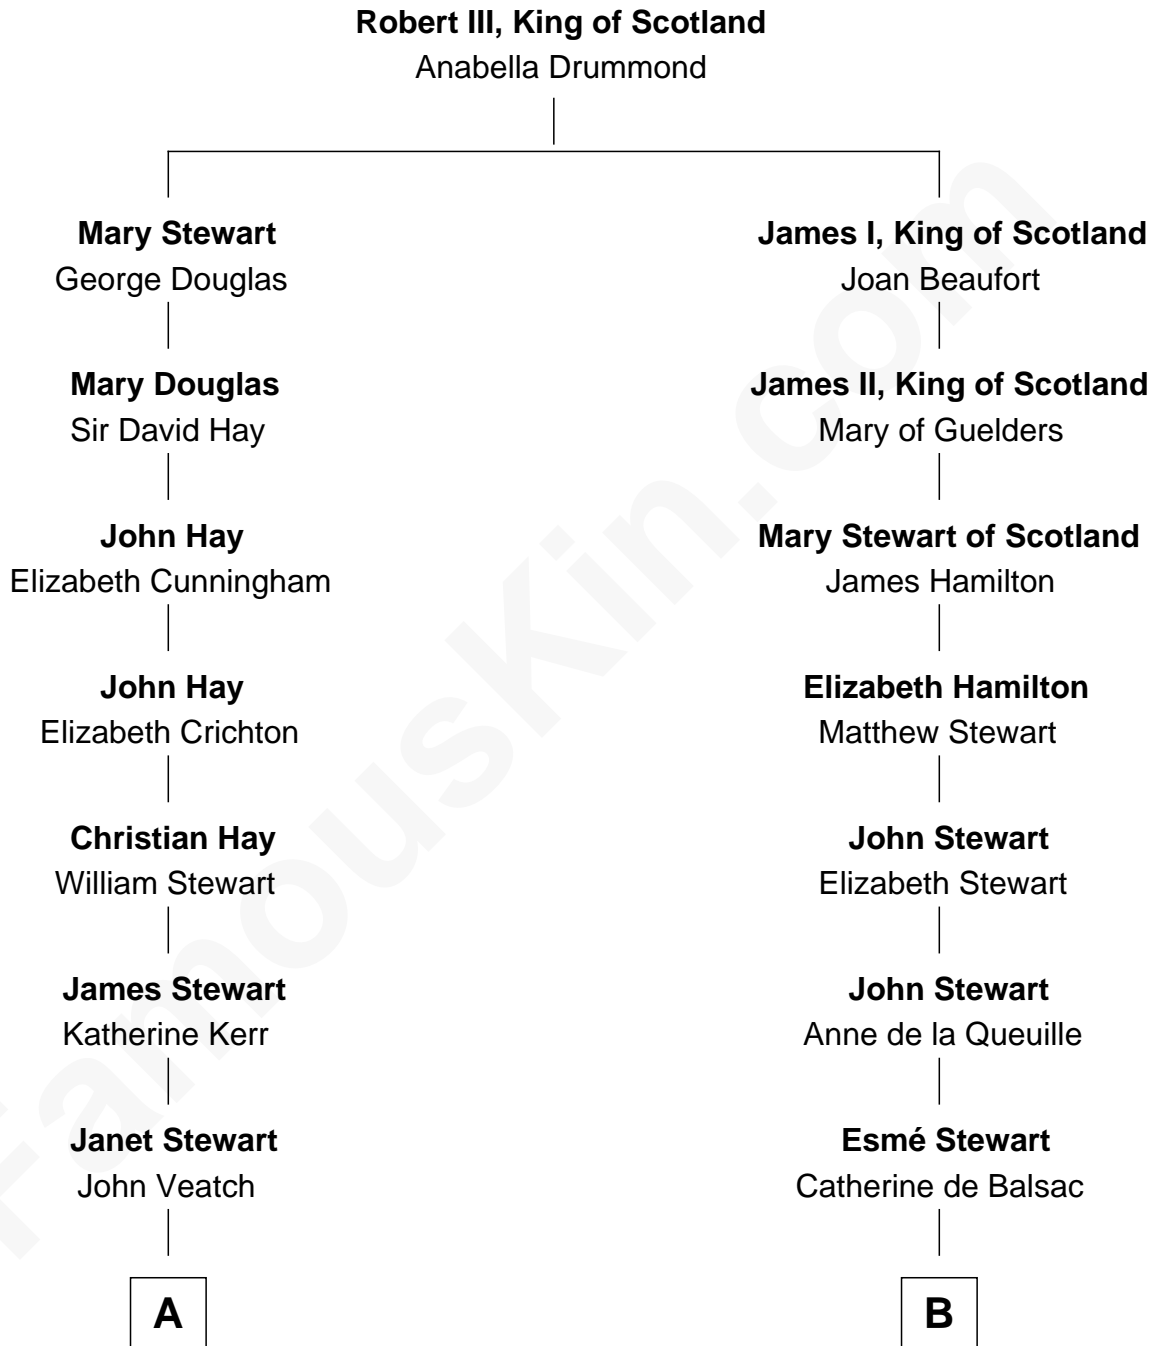 Robert III, King of Scotland
Anabella Drummond
Mary Stewart
George Douglas
James I, King of Scotland
Joan Beaufort
Mary Douglas
Sir David Hay
James II, King of Scotland
Mary of Guelders
John Hay
Elizabeth Cunningham
Mary Stewart of Scotland
James Hamilton
John Hay
Elizabeth Crichton
Elizabeth Hamilton
Matthew Stewart
Christian Hay
William Stewart
John Stewart
Elizabeth Stewart
James Stewart
Katherine Kerr
John Stewart
Anne de la Queuille
Janet Stewart
John Veatch
Esmé Stewart
Catherine de Balsac
A
B
FamousKin.com